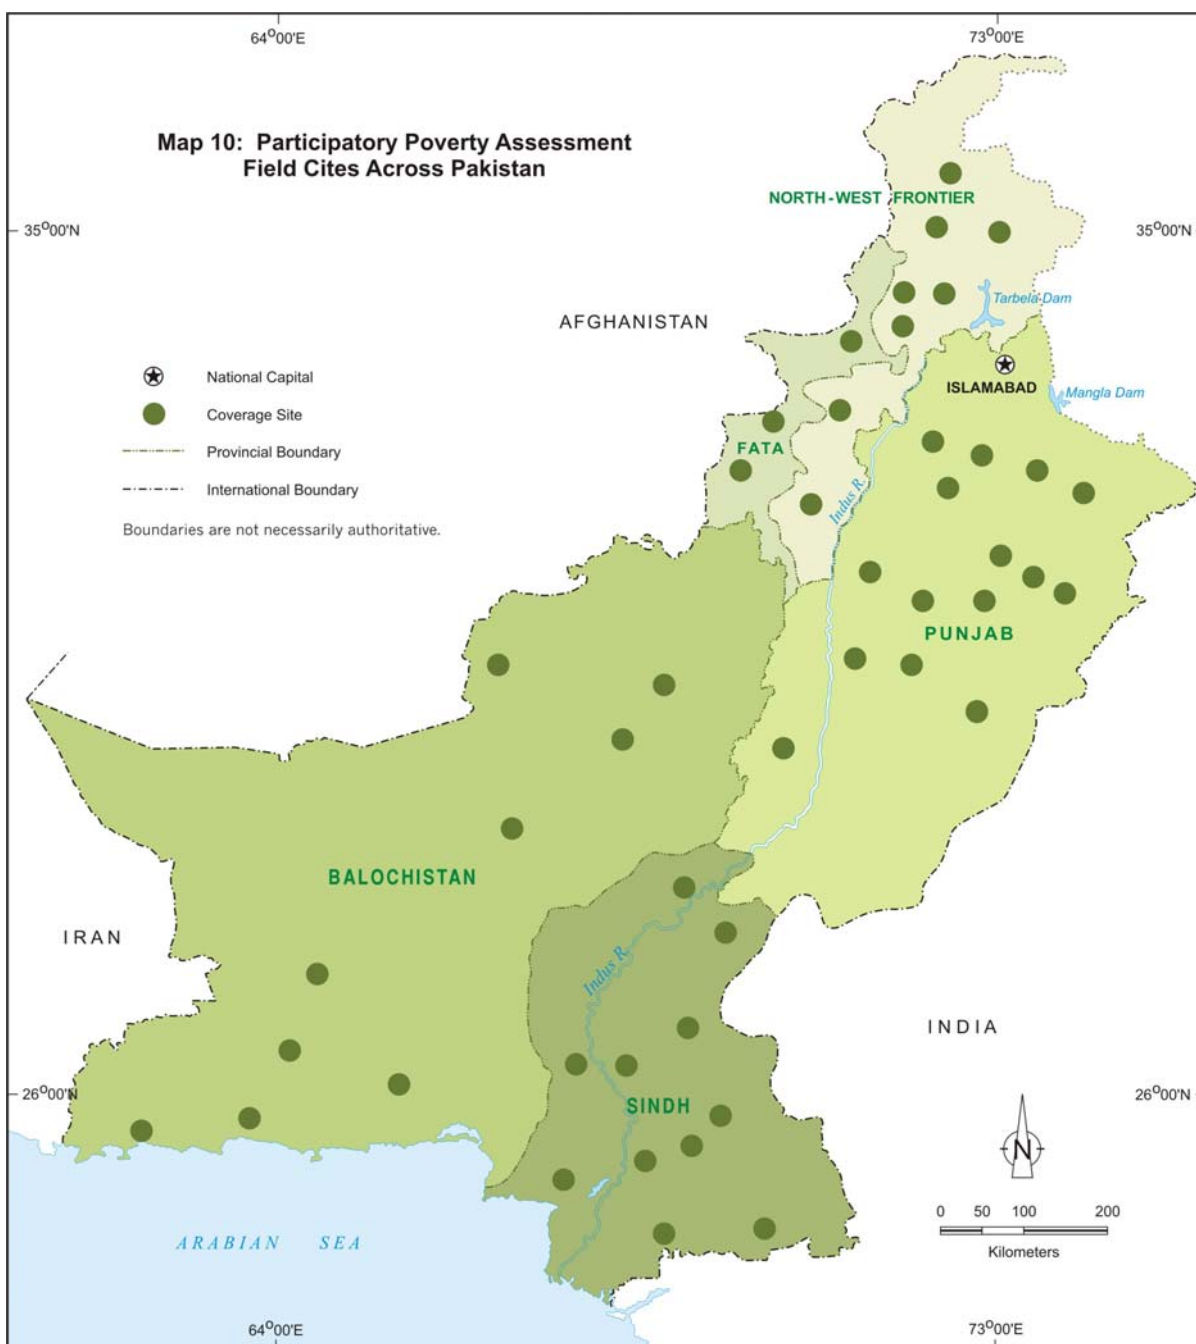 64°00'E
73°00'E
Map 10: Participatory Poverty Assessment
Field Cites Across Pakistan
NORTH-WEST FRONTIER
35°00'N
35°00'N
Tarbela Dam
AFGHANISTAN
National Capital
ISLAMABAD
Mangla Dam
Coverage Site
FATA
Provincial Boundary
International Boundary
Indus R.
Boundaries are not necessarily authoritative.
PUNJAB
BALOCHISTAN
IRAN
Indus R.
INDIA
26°00'N
26°00'N
SINDH
N
0 50 100 200
Kilometers
ARABIAN SEA
64°00'E
73°00'E